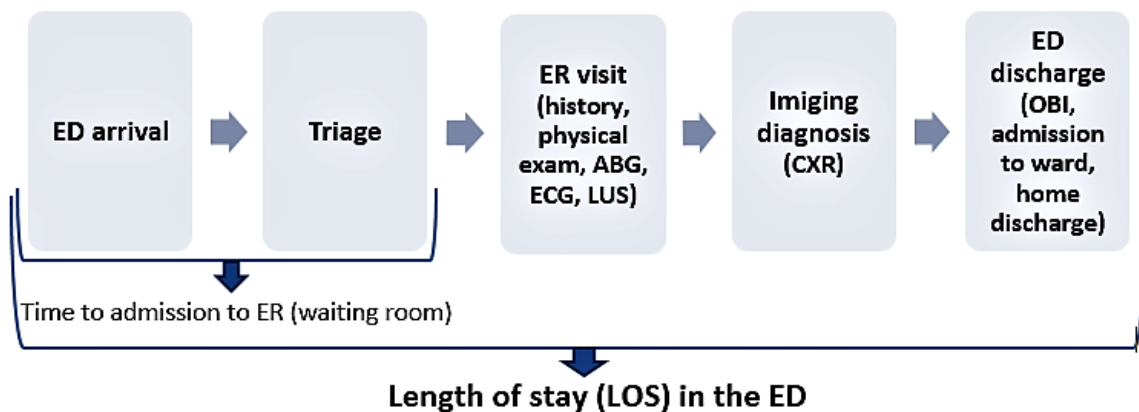 ED arrival
Triage
ER visit
(history,
physical
exam, ABG,
ECG, LUS)
Imiging
diagnosis
(CXR)
ED
discharge
(OBI,
admission
to ward,
home
discharge)
Time to admission to ER (waiting room)
Length of stay (LOS) in the ED